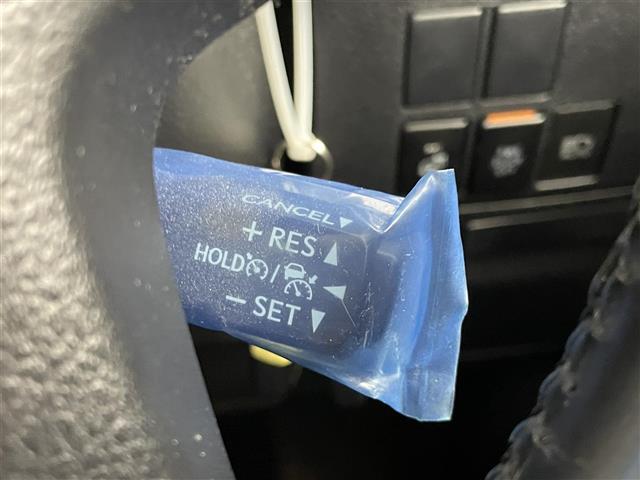 CANCEL▼
+ RES ▲
HOLD /
− SET ▼